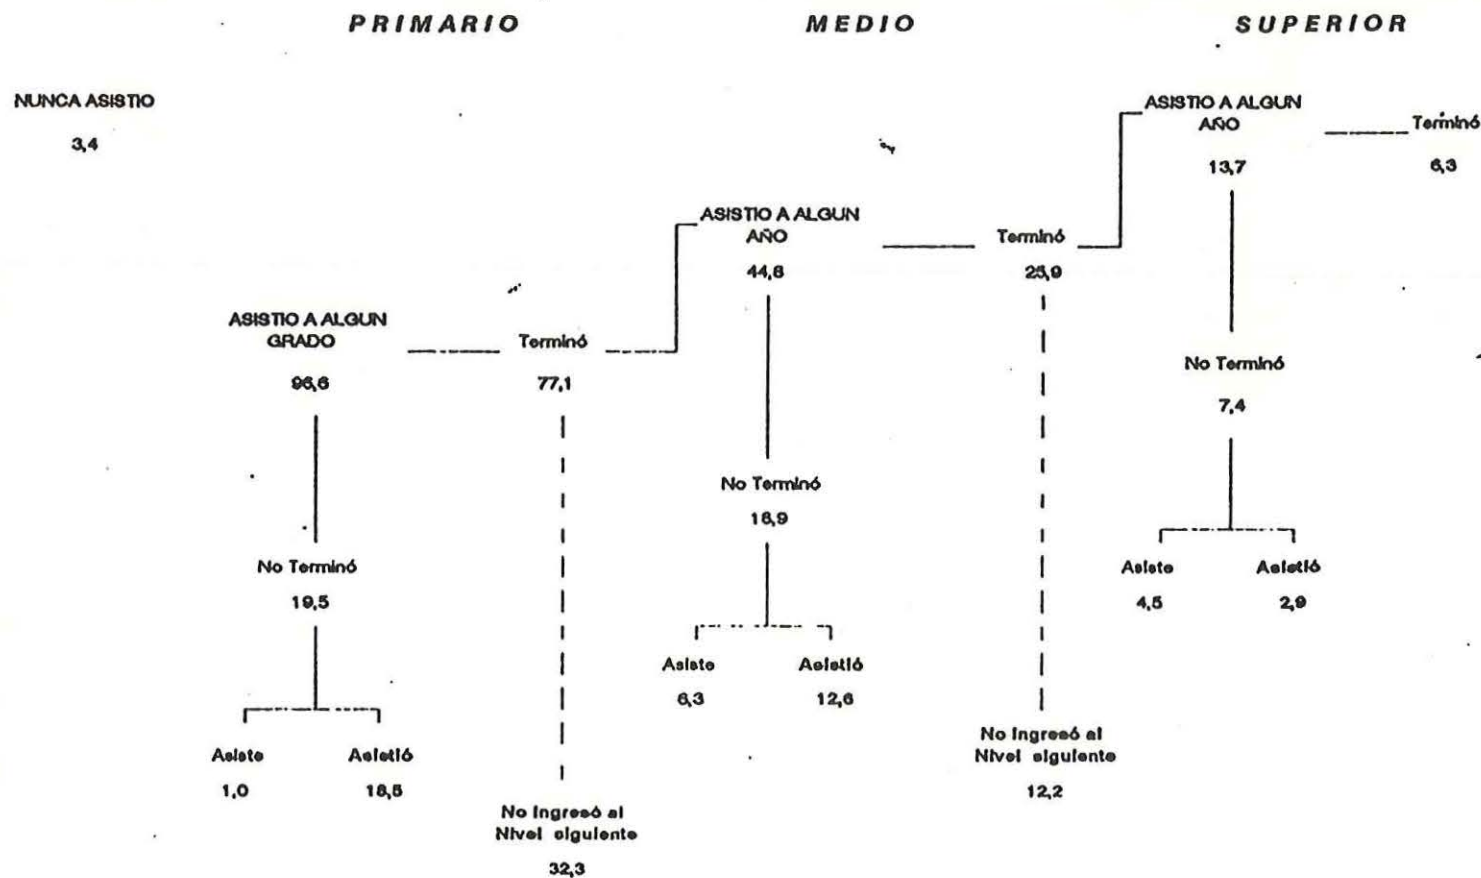 PRIMARIO
MEDIO
SUPERIOR
NUNCA ASISTIO
3,4
ASISTIO A ALGUN
GRADO
96,6
Terminó
77,1
No Terminó
19,5
Asiste
1,0
Asistió
18,5
No Ingresó al
Nivel siguiente
32,3
ASISTIO A ALGUN
AÑO
44,8
Terminó
25,9
No Terminó
18,9
Asiste
6,3
Asistió
12,6
No Ingresó al
Nivel siguiente
12,2
ASISTIO A ALGUN
AÑO
13,7
Terminó
6,3
No Terminó
7,4
Asiste
4,5
Asistió
2,9